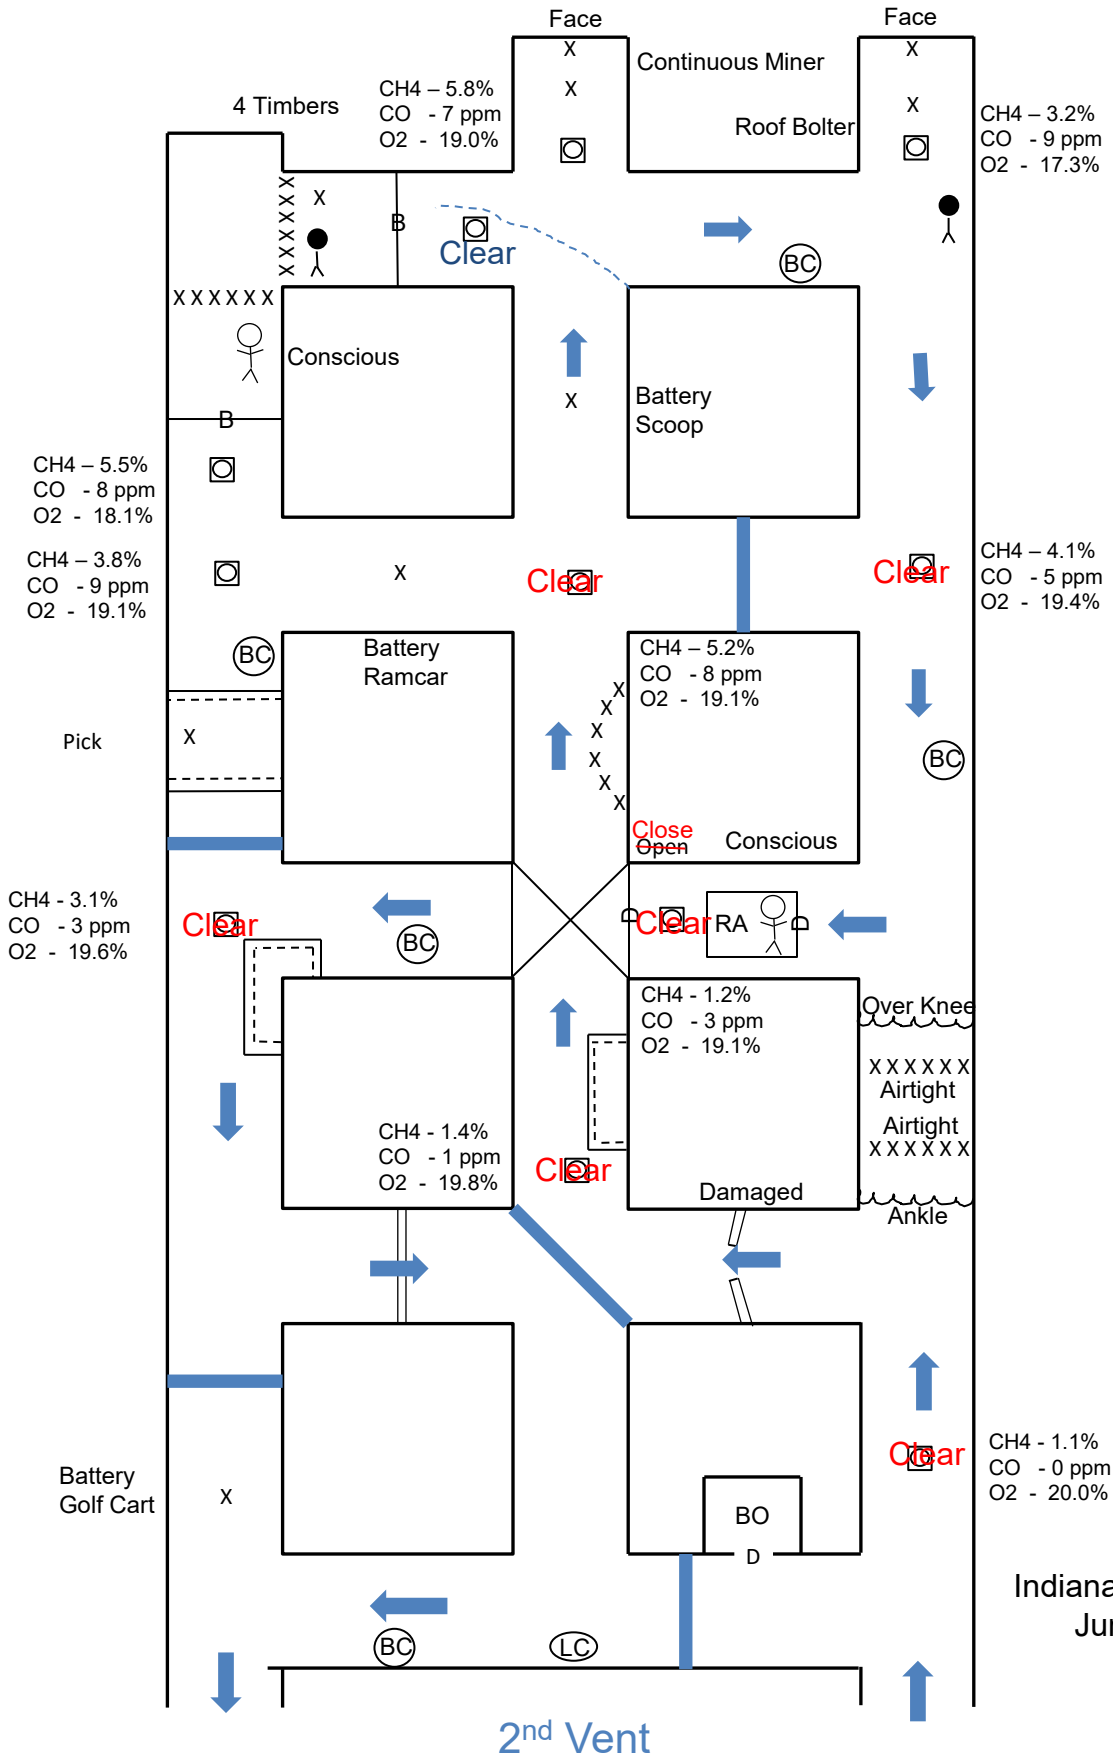 Face
Face
Continuous Miner
X
X
CH4 – 5.8%
CO - 7 ppm
O2 - 19.0%
4 Timbers
X
X
Roof Bolter
CH4 – 3.2%
CO - 9 ppm
O2 - 17.3%
X X X X X X
X
B
Clear
BC
X X X X X X
Conscious
X
Battery
Scoop
B
CH4 – 5.5%
CO - 8 ppm
O2 - 18.1%
CH4 – 3.8%
CO - 9 ppm
O2 - 19.1%
X
Clear
Clear
CH4 – 4.1%
CO - 5 ppm
O2 - 19.4%
BC
Battery
Ramcar
CH4 – 5.2%
CO - 8 ppm
O2 - 19.1%
X X X X X X
Pick
X
BC
Close
Open
Conscious
CH4 - 3.1%
CO - 3 ppm
O2 - 19.6%
Clear
BC
D
Clear
RA
D
CH4 - 1.2%
CO - 3 ppm
O2 - 19.1%
Over Knee
X X X X X X
Airtight
Airtight
X X X X X X
CH4 - 1.4%
CO - 1 ppm
O2 - 19.8%
Clear
Damaged
Ankle
Clear
CH4 - 1.1%
CO - 0 ppm
O2 - 20.0%
Battery
Golf Cart
X
BO
D
Indiana
Jun
BC
LC
2nd Vent